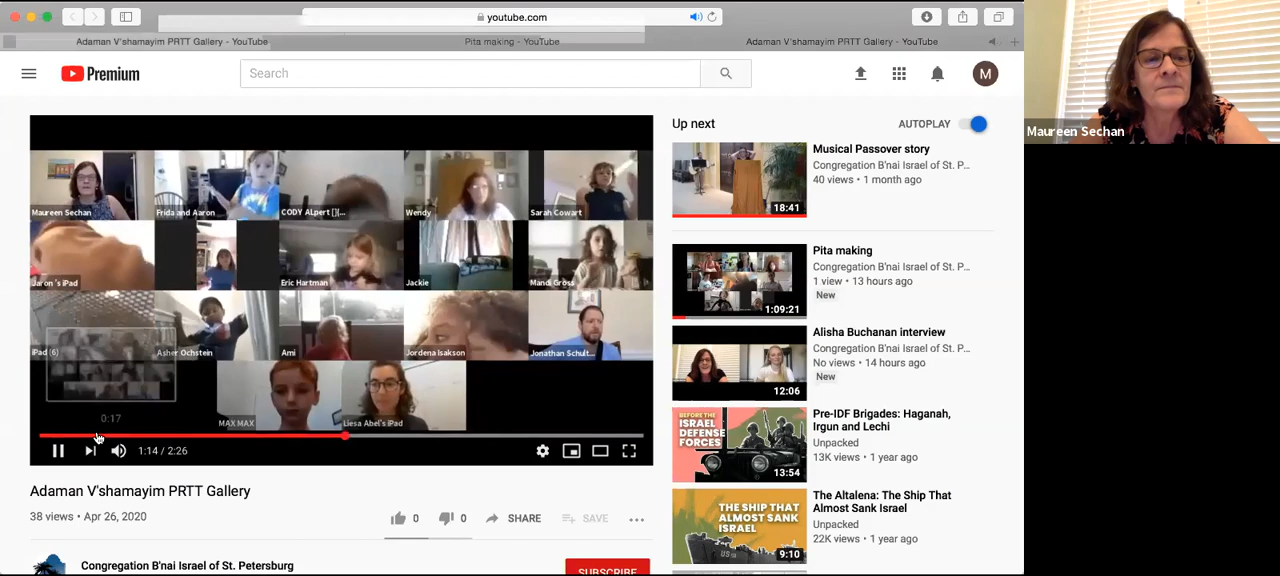 youtube.com
Adaman V'shamayim PRTT Gallery - YouTube
Pita making - YouTube
Adaman V'shamayim PRTT Gallery - YouTube
Premium
Search
M
Maureen Sechan
Maureen Sechan
Frida and Aaron
CODY ALpert [](...
Wendy
Sarah Cowart
Jaron 's iPad
Eric Hartman
Jackie
Mandi Gross
iPad (6)
Asher Ochstein
Ami
Jordena Isakson
Jonathan Schult...
0:17
MAX MAX
Liesa Abel's iPad
1:14 / 2:26
Adaman V'shamayim PRTT Gallery
38 views • Apr 26, 2020
0
0
SHARE
SAVE
Congregation B'nai Israel of St. Petersburg
SUBSCRIBE
Up next
AUTOPLAY
Musical Passover story
Congregation B'nai Israel of St. P...
40 views • 1 month ago
18:41
Pita making
Congregation B'nai Israel of St. P...
1 view • 13 hours ago
New
1:09:21
Alisha Buchanan interview
Congregation B'nai Israel of St. P...
No views • 14 hours ago
New
12:06
BEFORE THE
ISRAEL
DEFENSE
FORCES
Pre-IDF Brigades: Haganah,
Irgun and Lechi
Unpacked
13K views • 1 year ago
13:54
THE SHIP THAT
ALMOST SANK
ISRAEL
The Altalena: The Ship That
Almost Sank Israel
Unpacked
22K views • 1 year ago
9:10